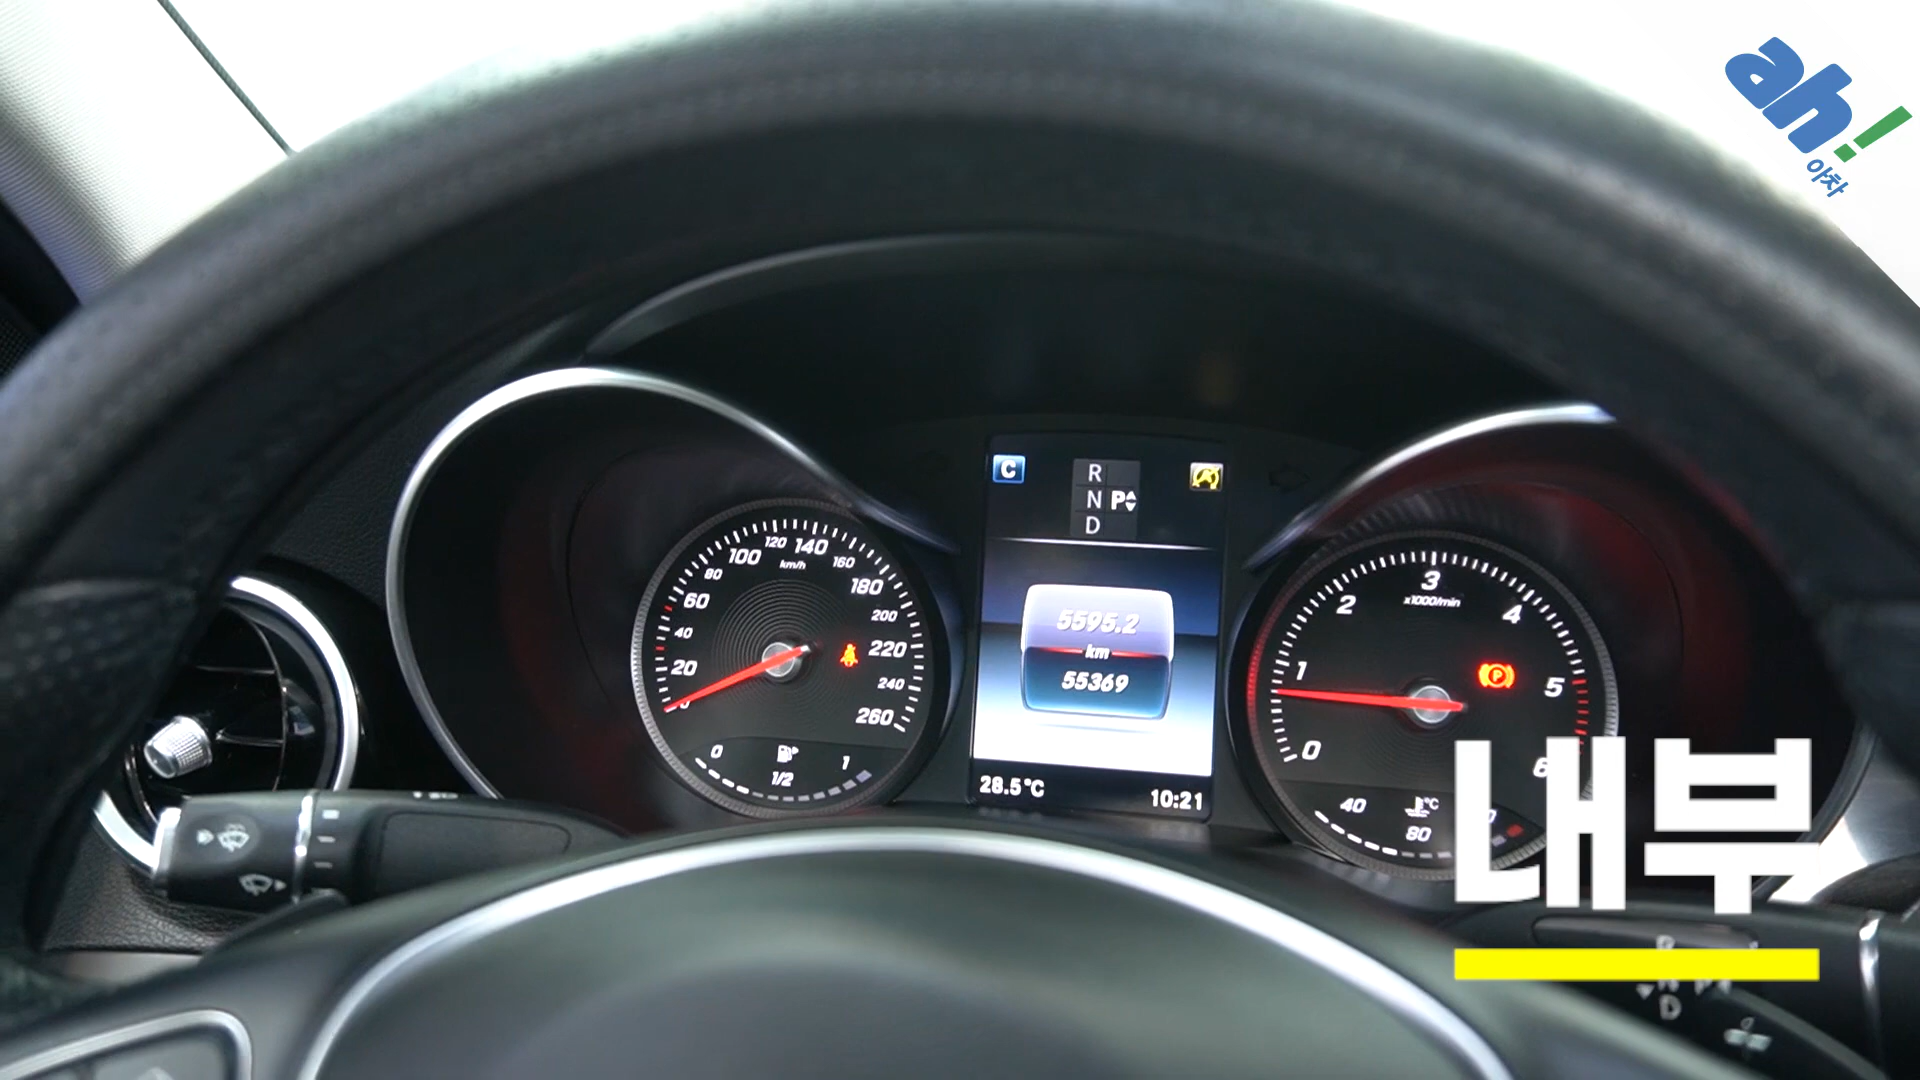 ah!
아차
C
R
N P
D
100 120 140
km/h
80 160
60 180
200
40
220
20
240
260
0 1
1/2
5595.2
km
55369
28.5°C 10:21
3
x1000/min
2 4
1 5
0 6
40 °C
80
P
내부
D